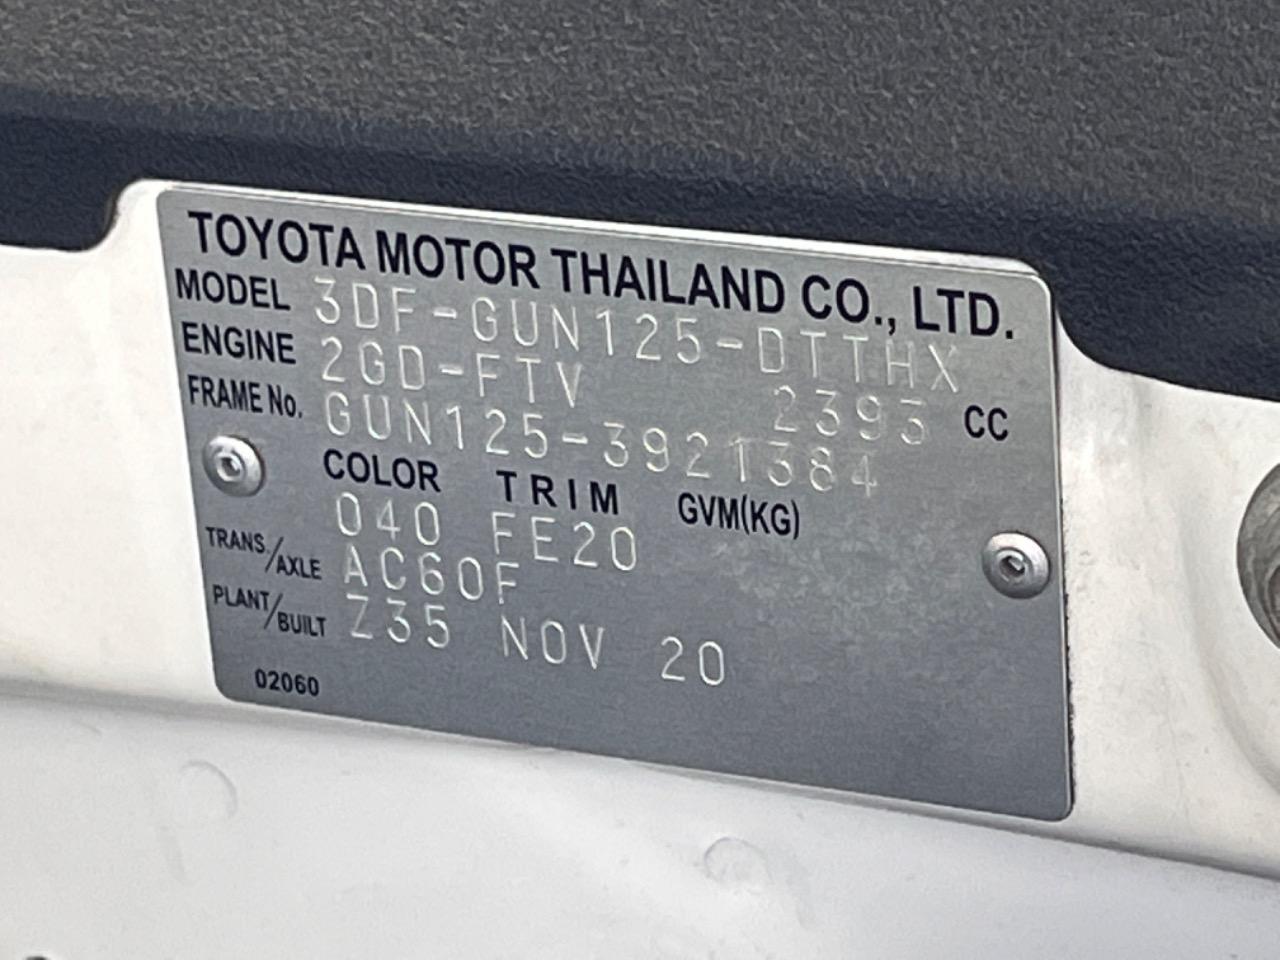 TOYOTA MOTOR THAILAND CO., LTD.
MODEL 3DF-GUN125-DTTHX
ENGINE 2GD-FTV 2393 CC
FRAME No. GUN125-3921384
COLOR TRIM GVM(KG)
040 FE20
TRANS./AXLE AC60F
PLANT/BUILT Z35 NOV 20
02060